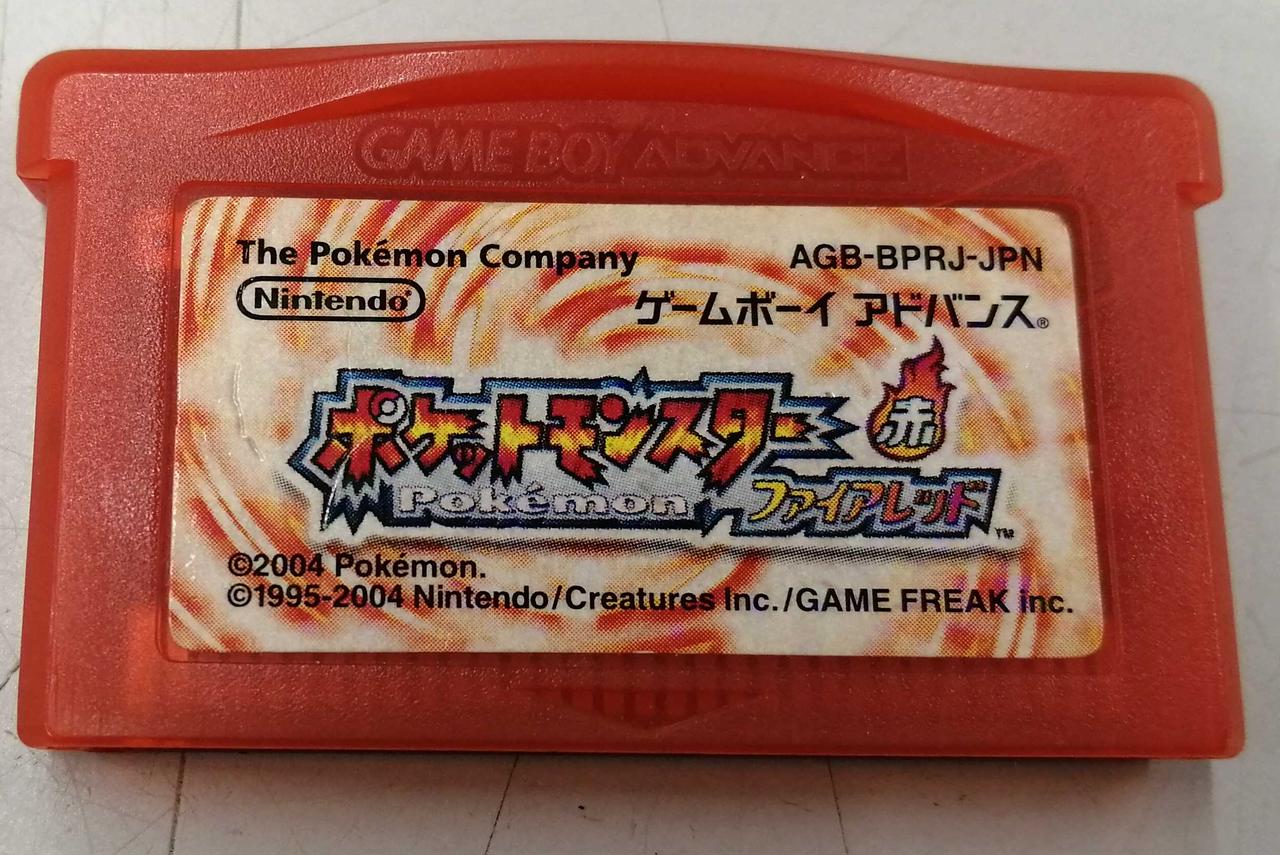 GAME BOY ADVANCE
The Pokémon Company
AGB-BPRJ-JPN
Nintendo®
ゲームボーイ アドバンス®
ポケットモンスター
赤
Pokémon
ファイアレッド™
©2004 Pokémon.
©1995-2004 Nintendo/Creatures Inc./GAME FREAK inc.